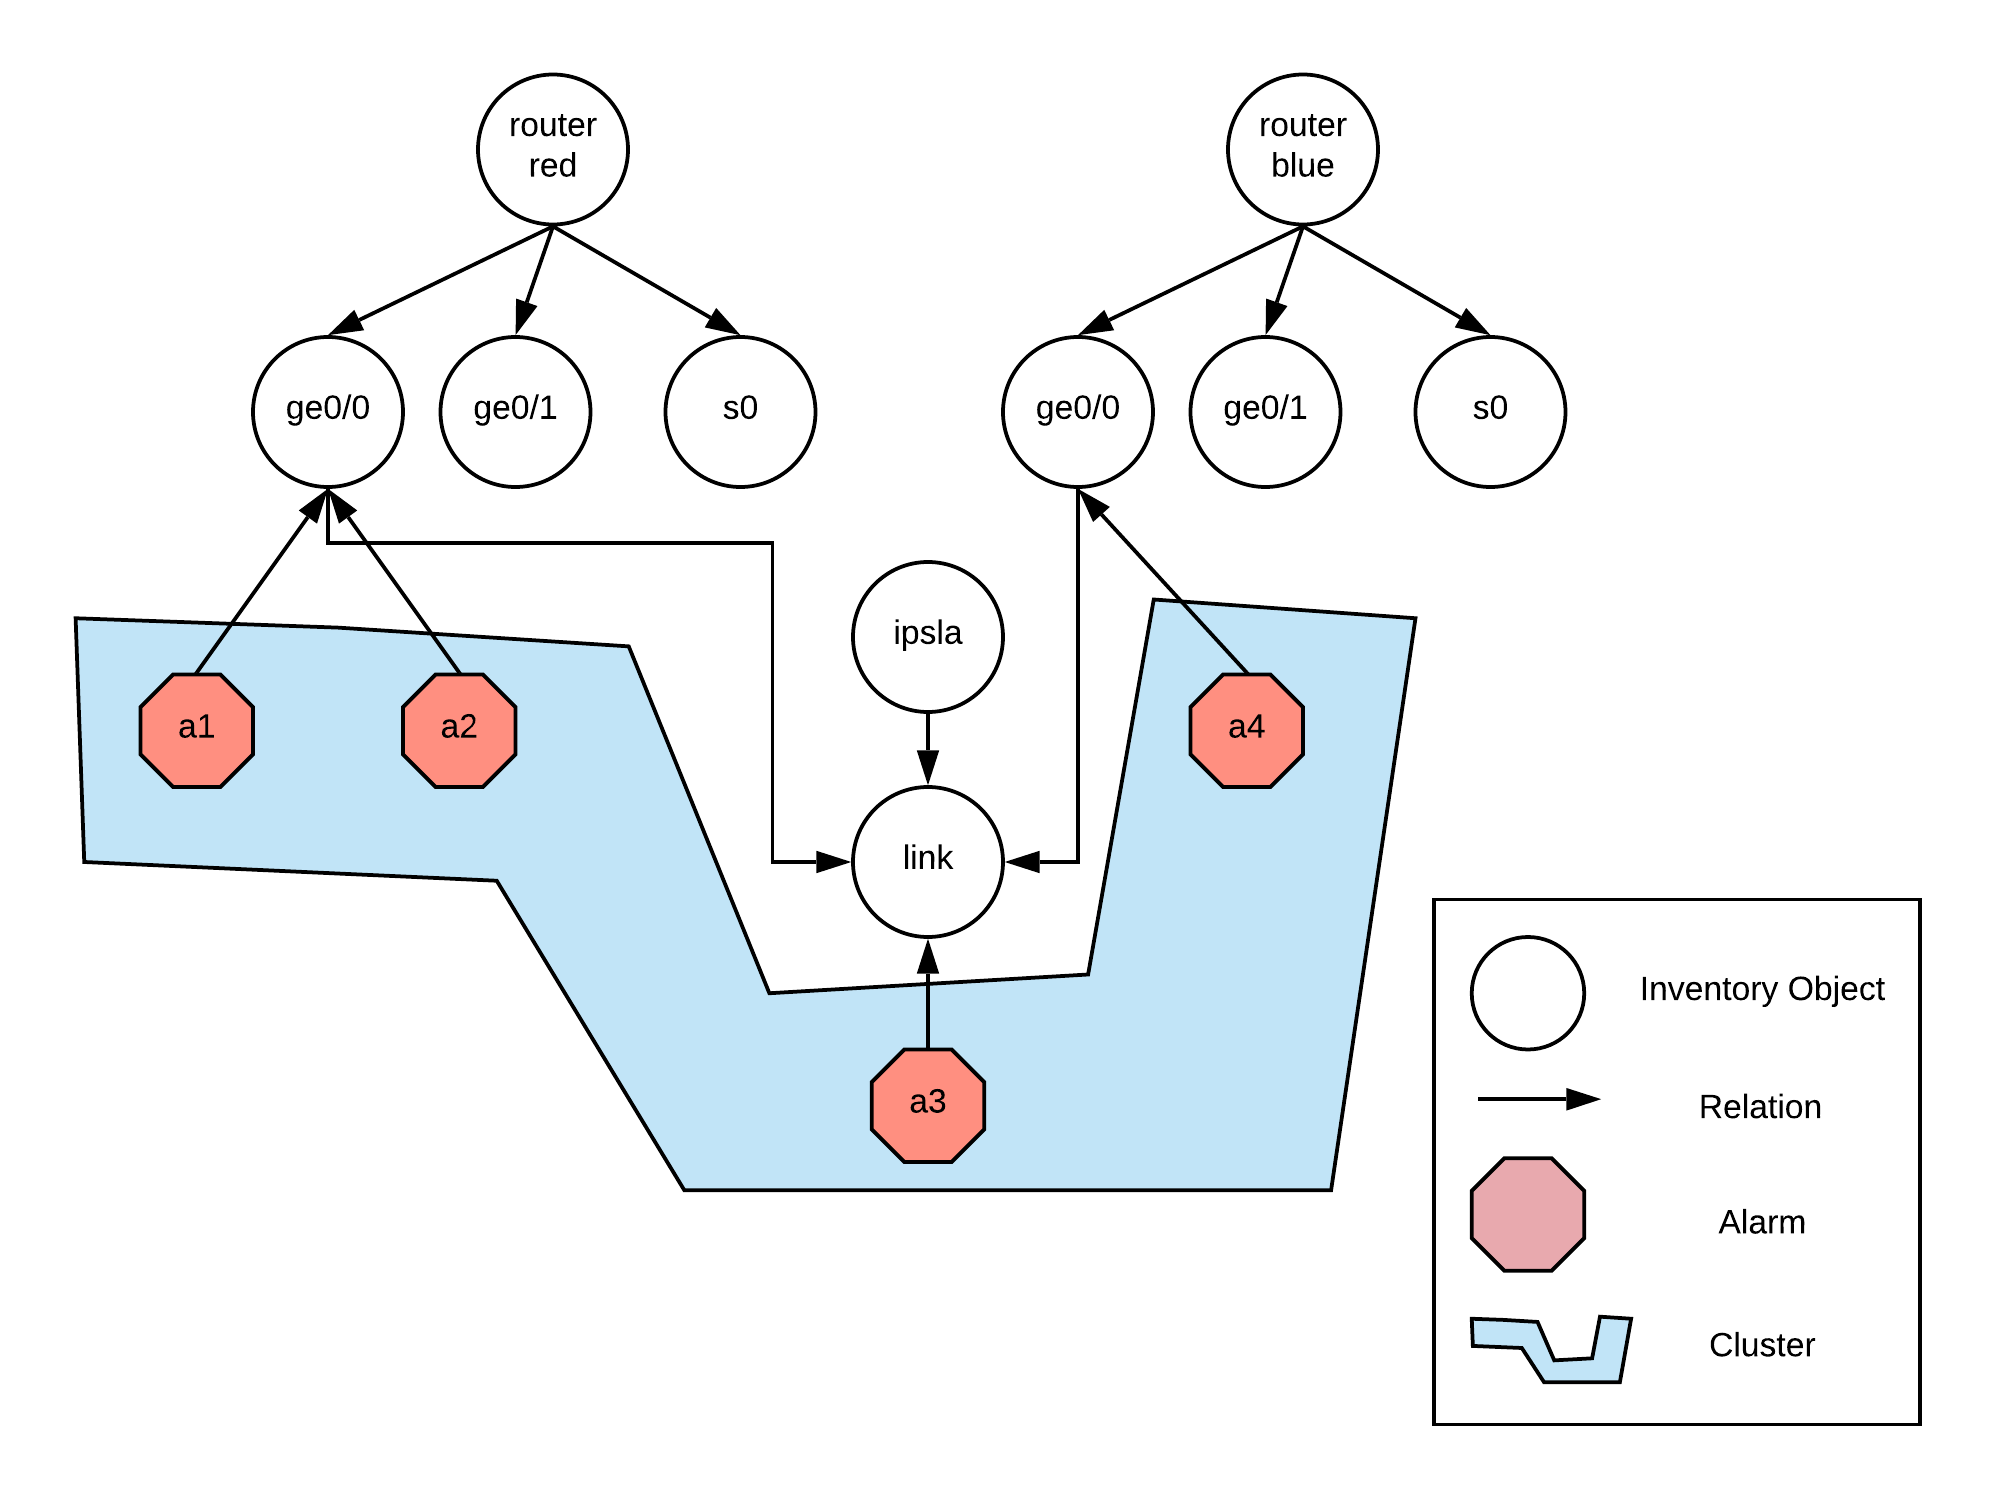 router
red
router
blue
ge0/0
ge0/1
s0
ge0/0
ge0/1
s0
ipsla
a1
a2
a4
link
a3
Inventory Object
Relation
Alarm
Cluster